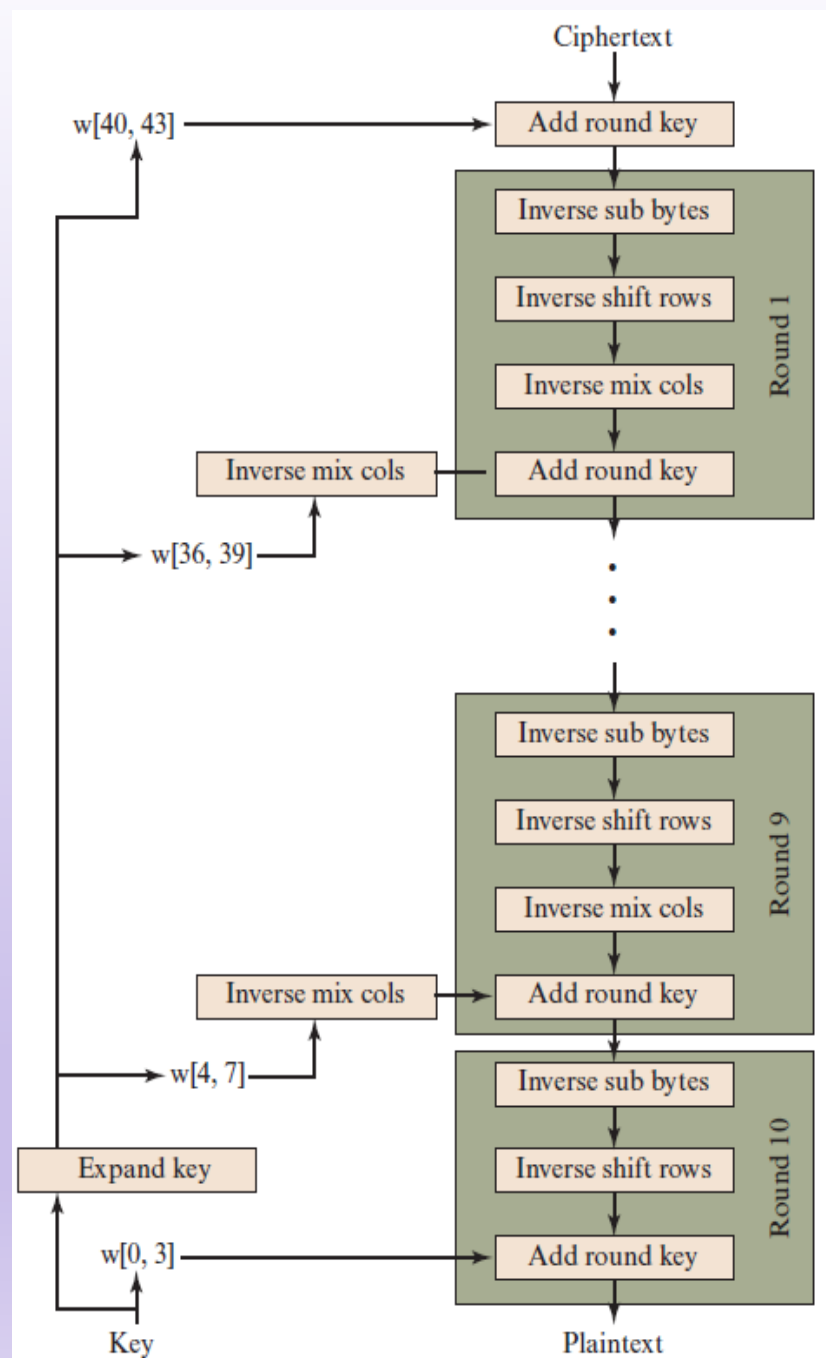 Ciphertext
w[40, 43]
Add round key
Inverse sub bytes
Inverse shift rows
Round 1
Inverse mix cols
Inverse mix cols
Add round key
w[36, 39]
Inverse sub bytes
Inverse shift rows
Round 9
Inverse mix cols
Inverse mix cols
Add round key
w[4, 7]
Inverse sub bytes
Expand key
Inverse shift rows
Round 10
w[0, 3]
Add round key
Key
Plaintext